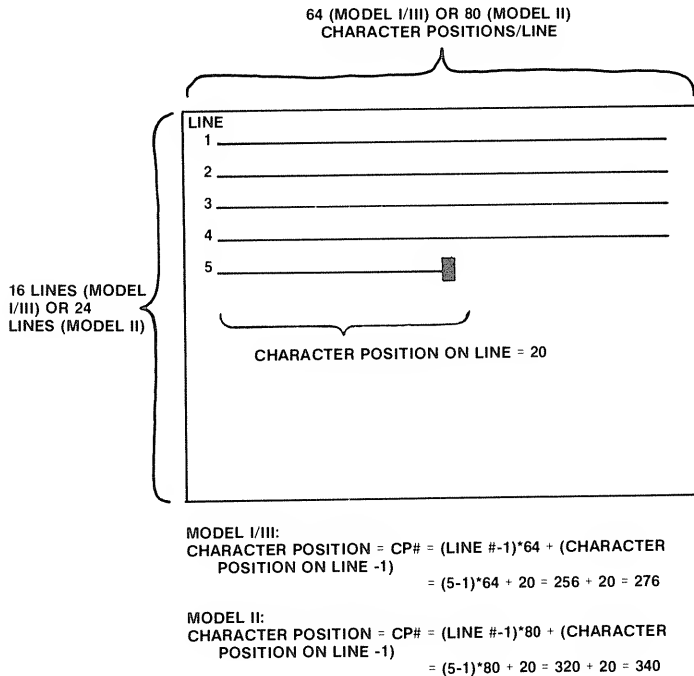 64 (MODEL I/III) OR 80 (MODEL II)
CHARACTER POSITIONS/LINE
LINE
1
2
3
4
5
16 LINES (MODEL
I/III) OR 24
LINES (MODEL II)
CHARACTER POSITION ON LINE = 20
MODEL I/III:
CHARACTER POSITION = CP# = (LINE #-1)*64 + (CHARACTER
POSITION ON LINE -1)
= (5-1)*64 + 20 = 256 + 20 = 276
MODEL II:
CHARACTER POSITION = CP# = (LINE #-1)*80 + (CHARACTER
POSITION ON LINE -1)
= (5-1)*80 + 20 = 320 + 20 = 340